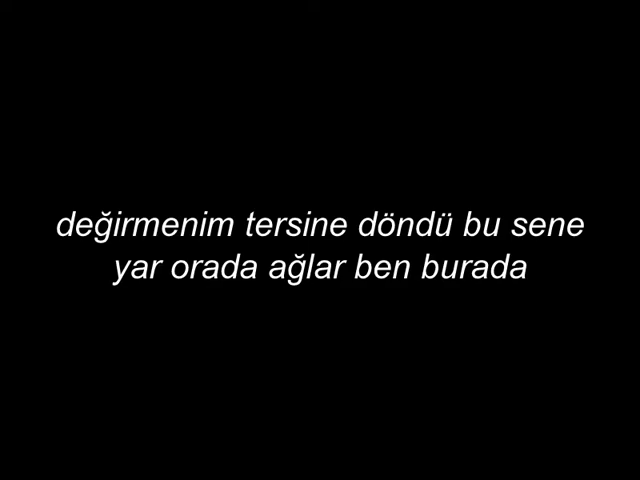 değirmenim tersine döndü bu sene
yar orada ağlar ben burada